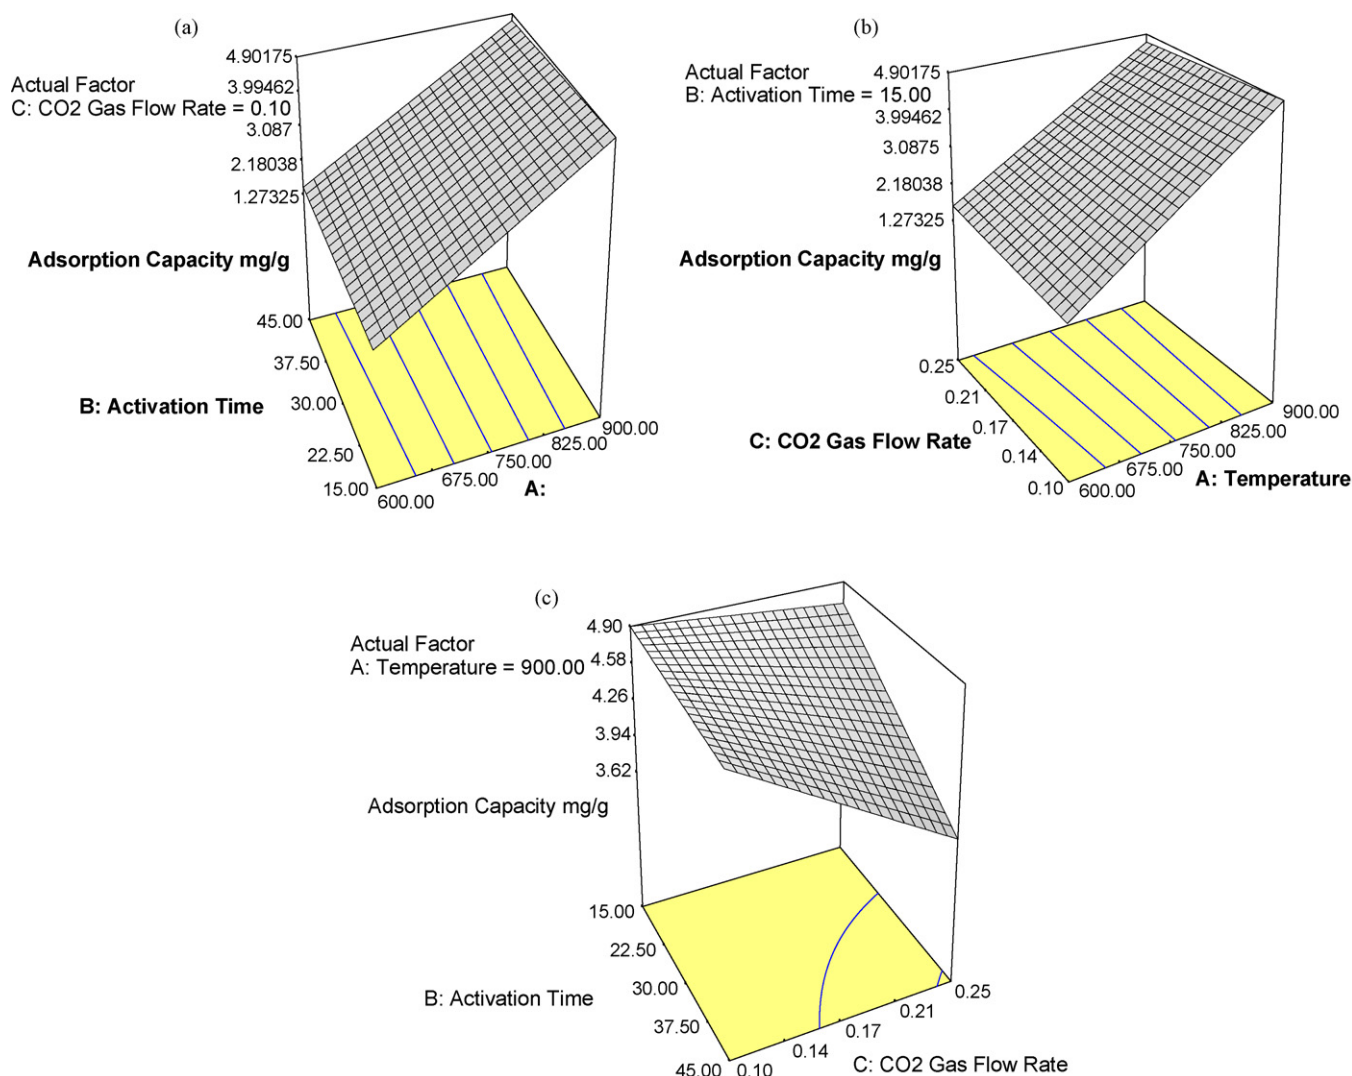 (a)
4.90175
Actual Factor
3.99462
C: CO2 Gas Flow Rate = 0.10
3.087
2.18038
1.27325
Adsorption Capacity mg/g
45.00
37.50
B: Activation Time
30.00
22.50
15.00
600.00
675.00
750.00
825.00
900.00
A:
(b)
4.90175
Actual Factor
B: Activation Time = 15.00
3.99462
3.0875
2.18038
1.27325
Adsorption Capacity mg/g
0.25
0.21
0.17
C: CO2 Gas Flow Rate
0.14
0.10
600.00
675.00
750.00
825.00
900.00
A: Temperature
(c)
4.90
Actual Factor
4.58
A: Temperature = 900.00
4.26
3.94
3.62
Adsorption Capacity mg/g
15.00
22.50
30.00
B: Activation Time
37.50
45.00
0.10
0.14
0.17
0.21
0.25
C: CO2 Gas Flow Rate